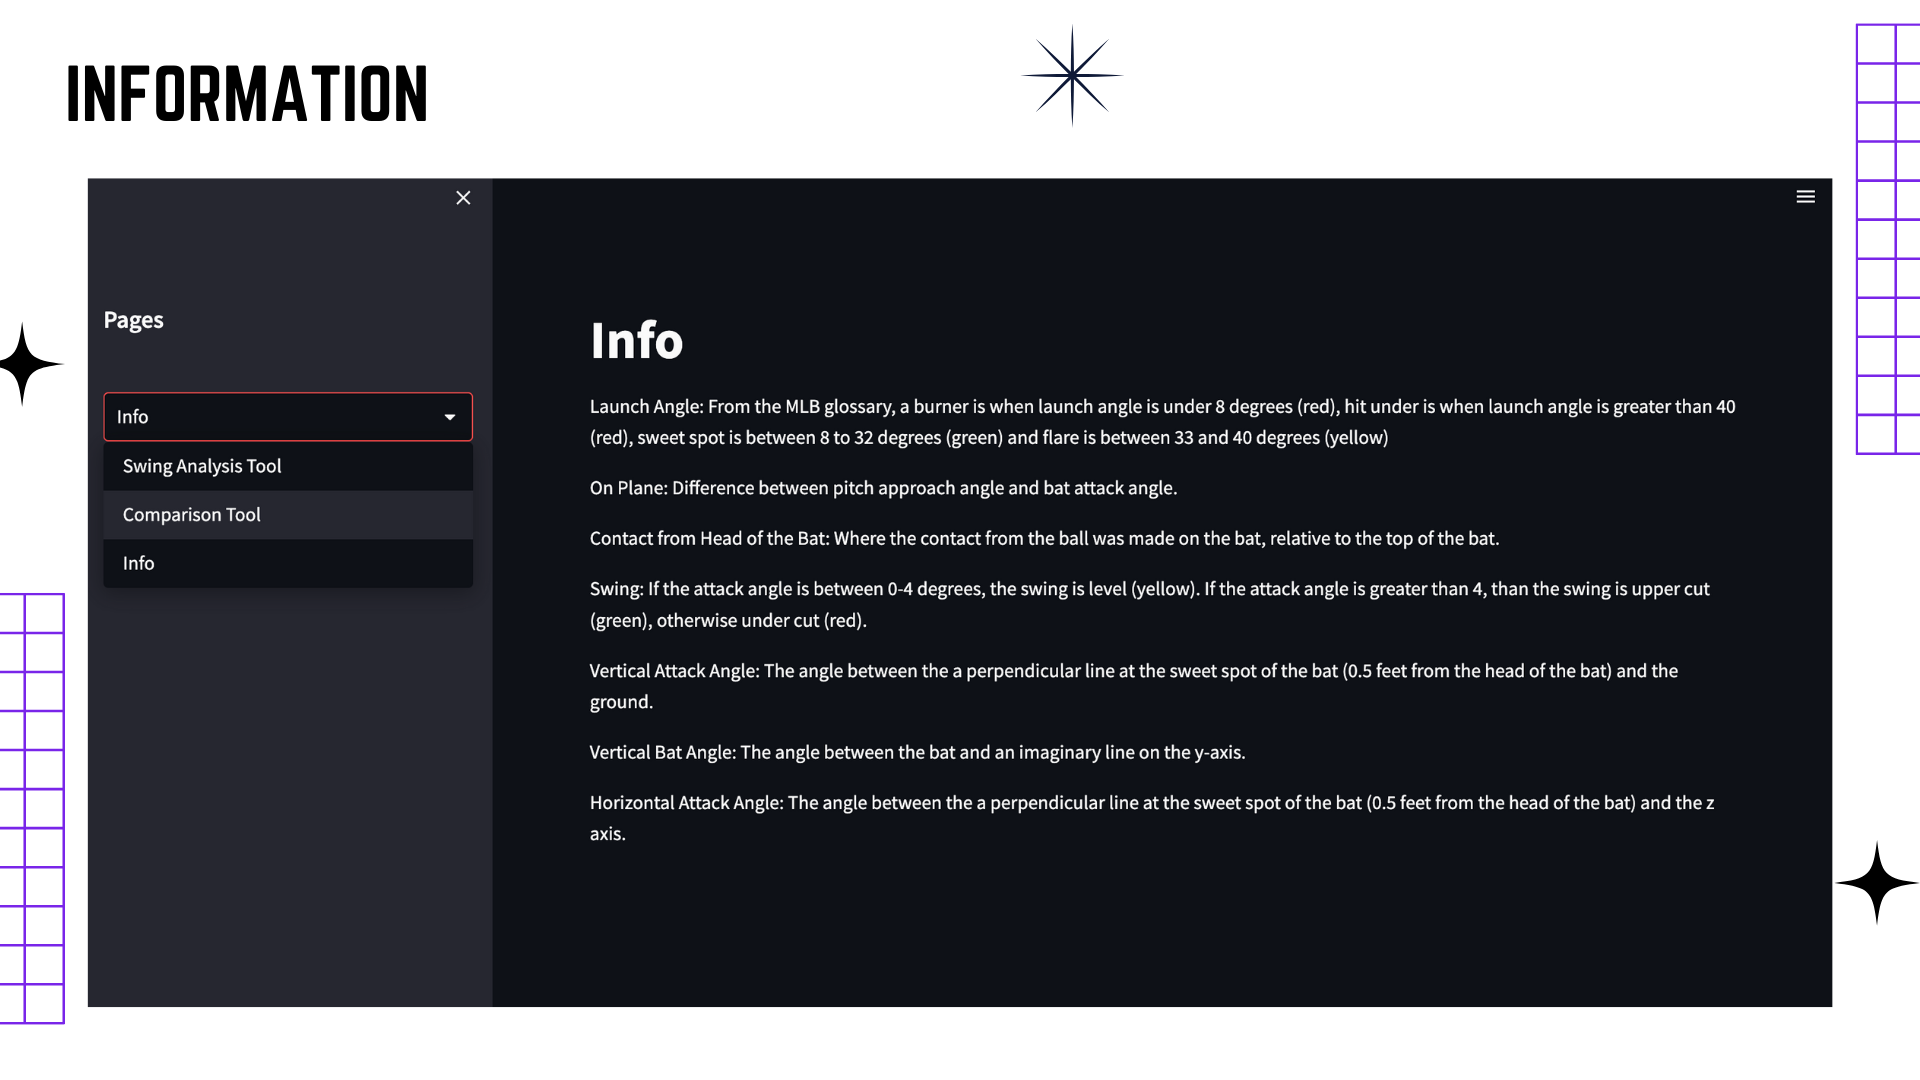 INFORMATION
Pages
Info
Swing Analysis Tool
Comparison Tool
Info
Info
Launch Angle: From the MLB glossary, a burner is when launch angle is under 8 degrees (red), hit under is when launch angle is greater than 40
(red), sweet spot is between 8 to 32 degrees (green) and flare is between 33 and 40 degrees (yellow)
On Plane: Difference between pitch approach angle and bat attack angle.
Contact from Head of the Bat: Where the contact from the ball was made on the bat, relative to the top of the bat.
Swing: If the attack angle is between 0-4 degrees, the swing is level (yellow). If the attack angle is greater than 4, than the swing is upper cut
(green), otherwise under cut (red).
Vertical Attack Angle: The angle between the a perpendicular line at the sweet spot of the bat (0.5 feet from the head of the bat) and the
ground.
Vertical Bat Angle: The angle between the bat and an imaginary line on the y-axis.
Horizontal Attack Angle: The angle between the a perpendicular line at the sweet spot of the bat (0.5 feet from the head of the bat) and the z
axis.